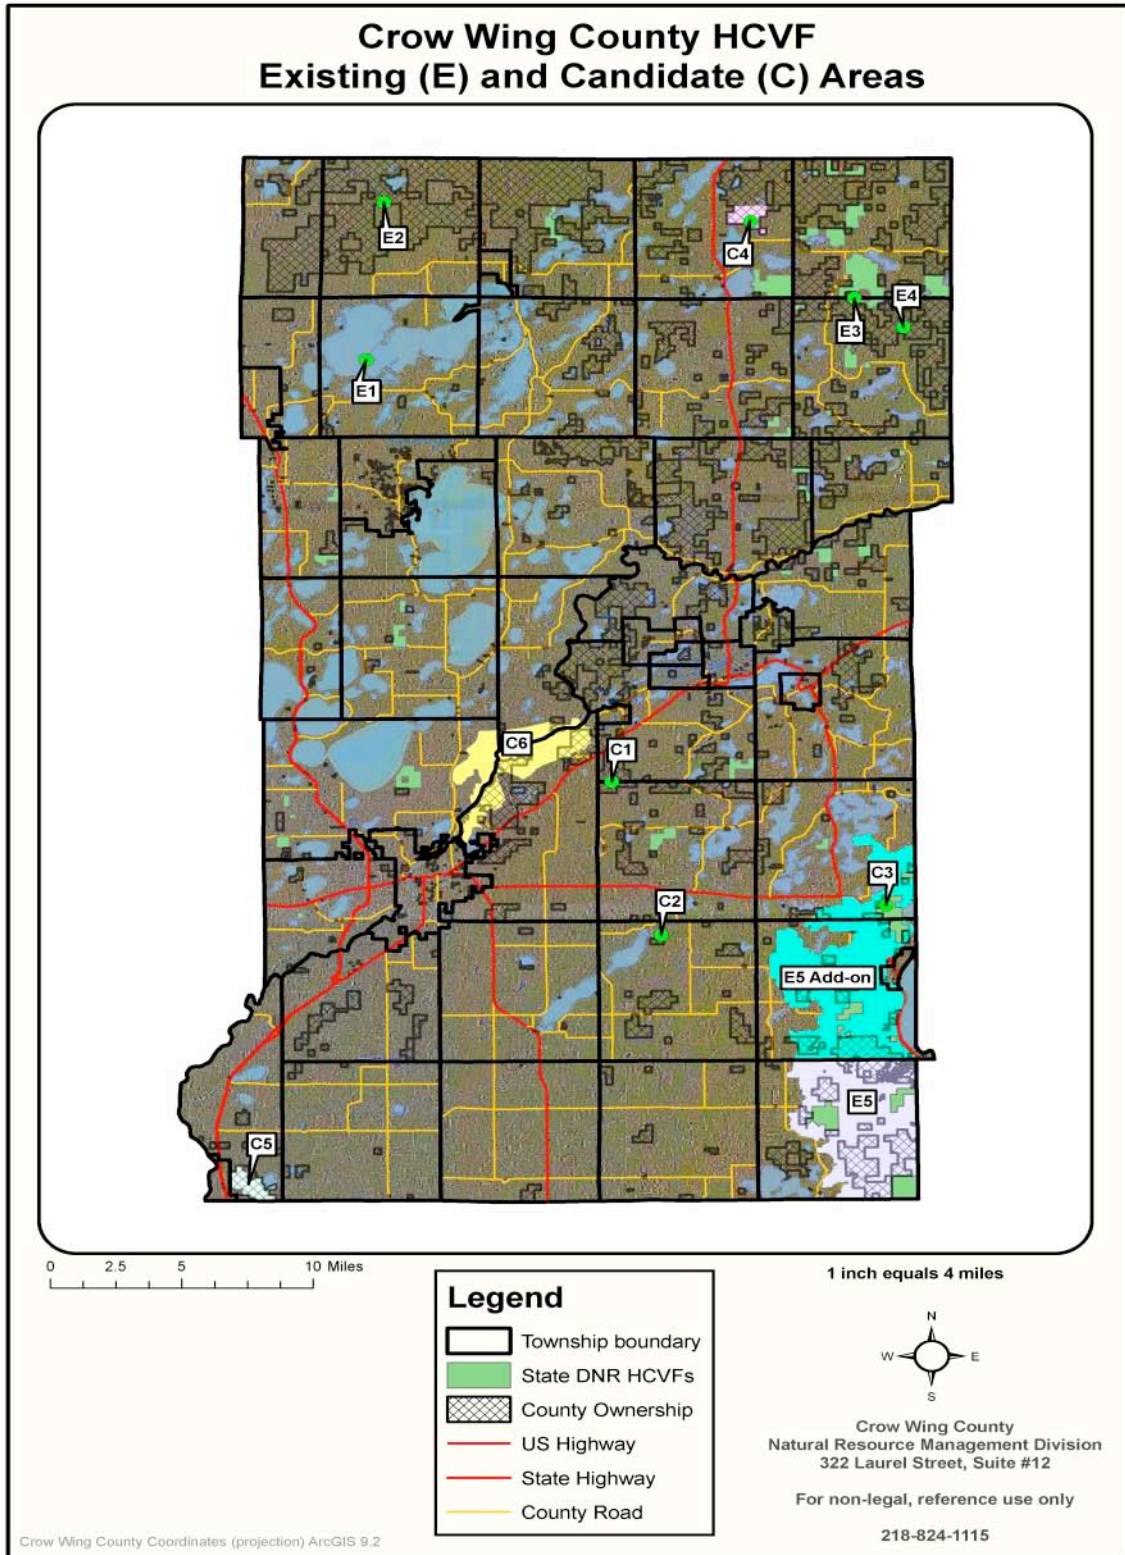 Crow Wing County HCVF
Existing (E) and Candidate (C) Areas
E2
C4
E4
E3
E1
C6
C1
C3
C2
E5 Add-on
E5
C5
0 2.5 5 10 Miles
1 inch equals 4 miles
Legend
Township boundary
State DNR HCVFs
County Ownership
US Highway
State Highway
County Road
N
W E
S
Crow Wing County
Natural Resource Management Division
322 Laurel Street, Suite #12
For non-legal, reference use only
218-824-1115
Crow Wing County Coordinates (projection) ArcGIS 9.2